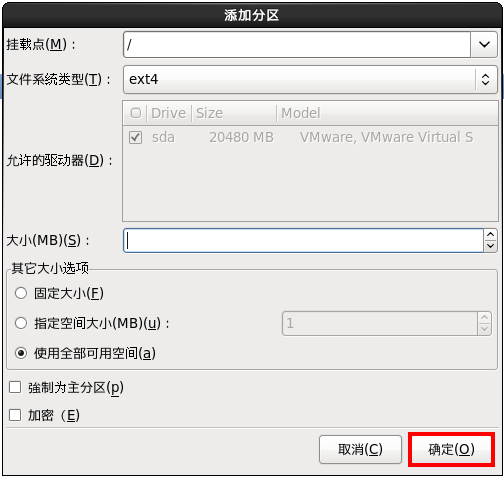 添加分区
挂载点(M)：
/
文件系统类型(T)：
ext4
允许的驱动器(D)：
Drive Size Model
sda 20480 MB VMware, VMware Virtual S
大小(MB)(S)：
其它大小选项
固定大小(F)
指定空间大小(MB)(u)：
1
使用全部可用空间(a)
強制为主分区(p)
加密（E)
取消(C)
确定(O)